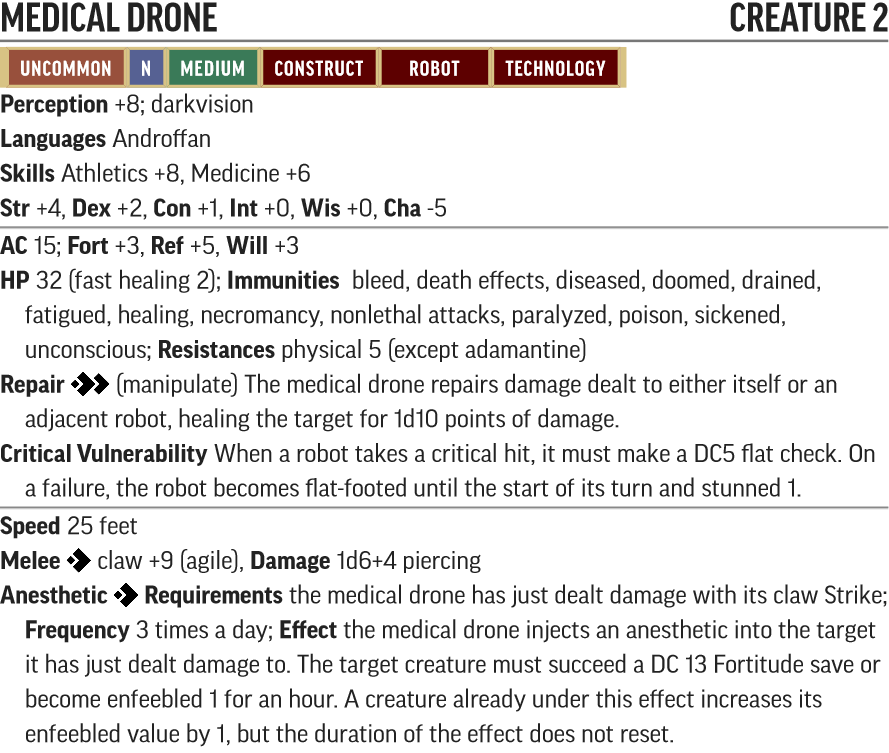 MEDICAL DRONE CREATURE 2
UNCOMMON N MEDIUM CONSTRUCT ROBOT TECHNOLOGY
Perception +8; darkvision
Languages Androffan
Skills Athletics +8, Medicine +6
Str +4, Dex +2, Con +1, Int +0, Wis +0, Cha -5
AC 15; Fort +3, Ref +5, Will +3
HP 32 (fast healing 2); Immunities bleed, death effects, diseased, doomed, drained,
fatigued, healing, necromancy, nonlethal attacks, paralyzed, poison, sickened,
unconscious; Resistances physical 5 (except adamantine)
Repair (manipulate) The medical drone repairs damage dealt to either itself or an
adjacent robot, healing the target for 1d10 points of damage.
Critical Vulnerability When a robot takes a critical hit, it must make a DC5 flat check. On
a failure, the robot becomes flat-footed until the start of its turn and stunned 1.
Speed 25 feet
Melee claw +9 (agile), Damage 1d6+4 piercing
Anesthetic Requirements the medical drone has just dealt damage with its claw Strike;
Frequency 3 times a day; Effect the medical drone injects an anesthetic into the target
it has just dealt damage to. The target creature must succeed a DC 13 Fortitude save or
become enfeebled 1 for an hour. A creature already under this effect increases its
enfeebled value by 1, but the duration of the effect does not reset.